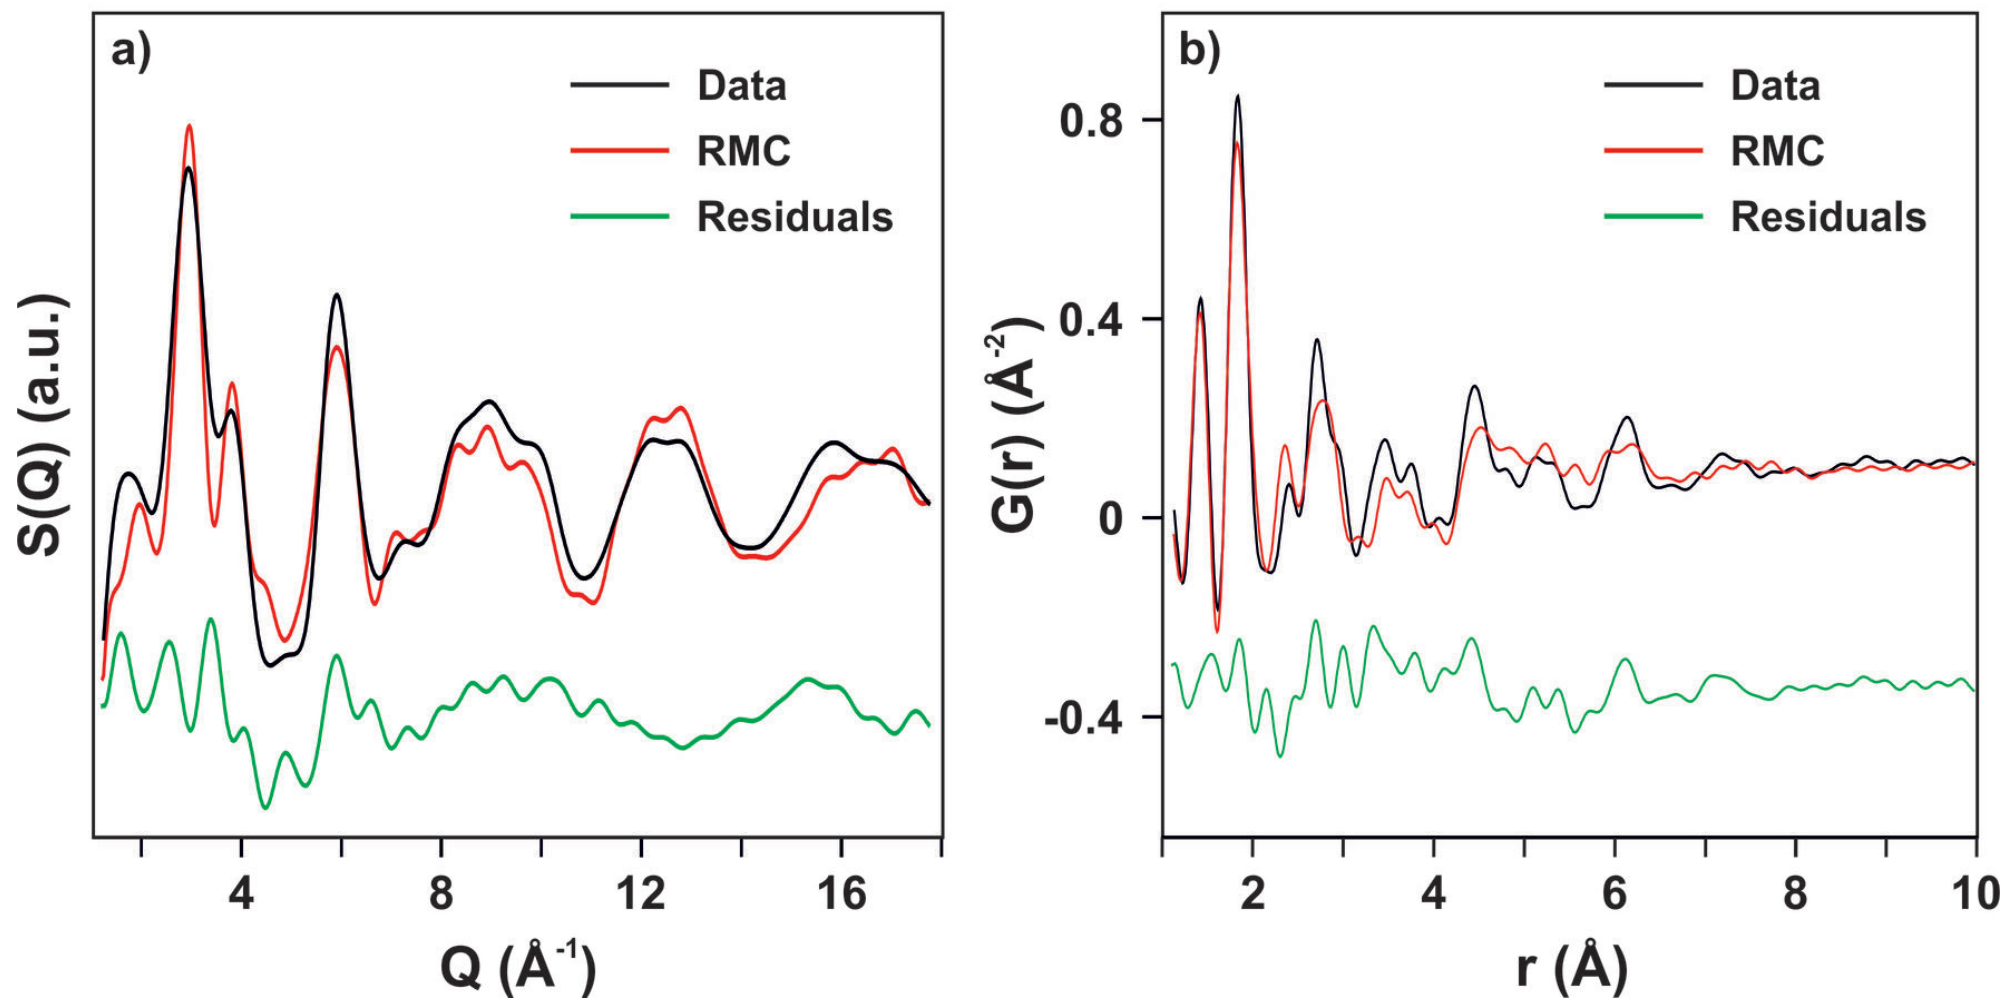 a)
Data
RMC
Residuals
S(Q) (a.u.)
4 8 12 16
Q (Å-1)
b)
Data
RMC
Residuals
G(r) (Å-2)
0.8
0.4
0
-0.4
2 4 6 8 10
r (Å)